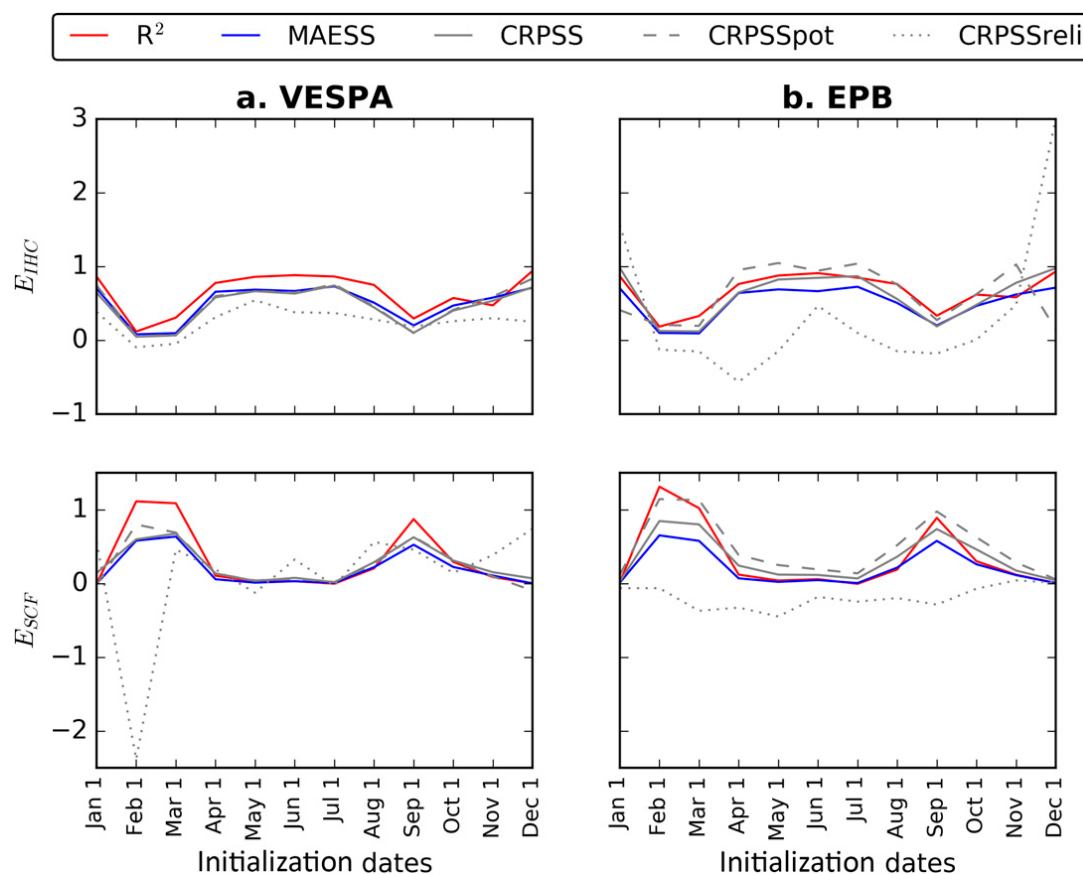 R² MAESS CRPSS CRPSSpot CRPSSreli
a. VESPA b. EPB
3
2
1
0
−1
E_IHC
1
0
−1
−2
E_SCF
Jan 1 Feb 1 Mar 1 Apr 1 May 1 Jun 1 Jul 1 Aug 1 Sep 1 Oct 1 Nov 1 Dec 1
Jan 1 Feb 1 Mar 1 Apr 1 May 1 Jun 1 Jul 1 Aug 1 Sep 1 Oct 1 Nov 1 Dec 1
Initialization dates Initialization dates